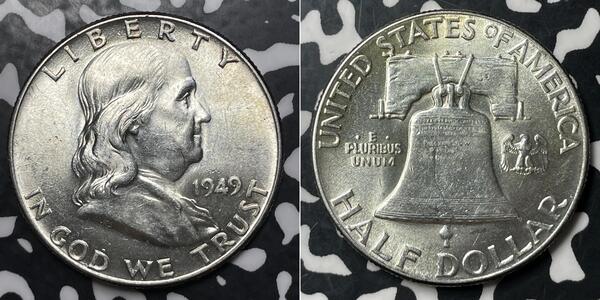 LIBERTY
1949
IN GOD WE TRUST
UNITED STATES OF AMERICA
E
PLURIBUS
UNUM
HALF DOLLAR